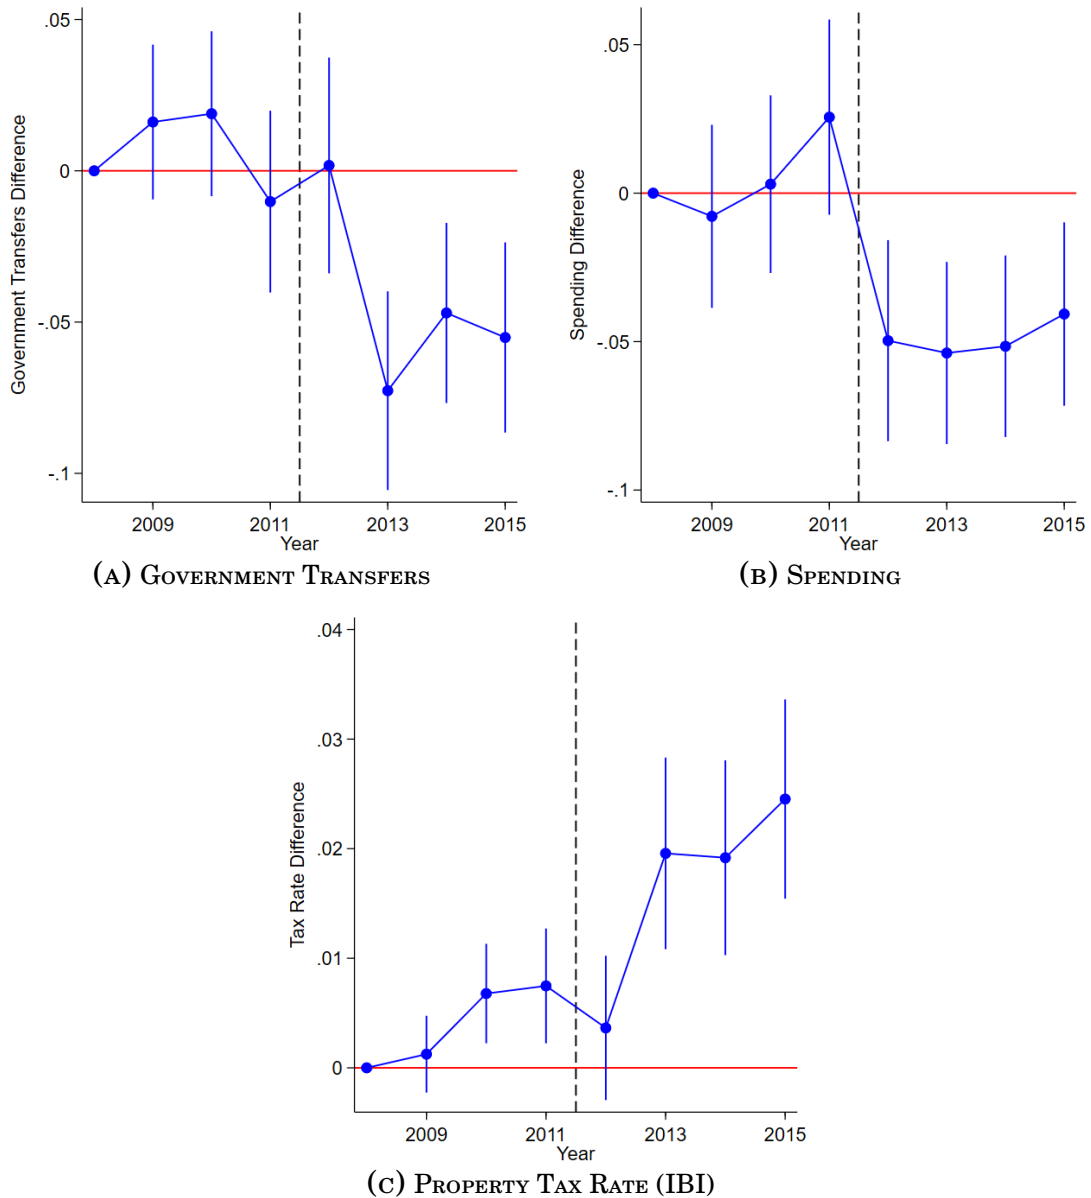 .05
0
-.05
-.1
Government Transfers Difference
2009
2011
2013
2015
Year
(A) Government Transfers
.05
0
-.05
-.1
Spending Difference
2009
2011
2013
2015
Year
(B) Spending
.04
.03
.02
.01
0
Tax Rate Difference
2009
2011
2013
2015
Year
(C) Property Tax Rate (IBI)